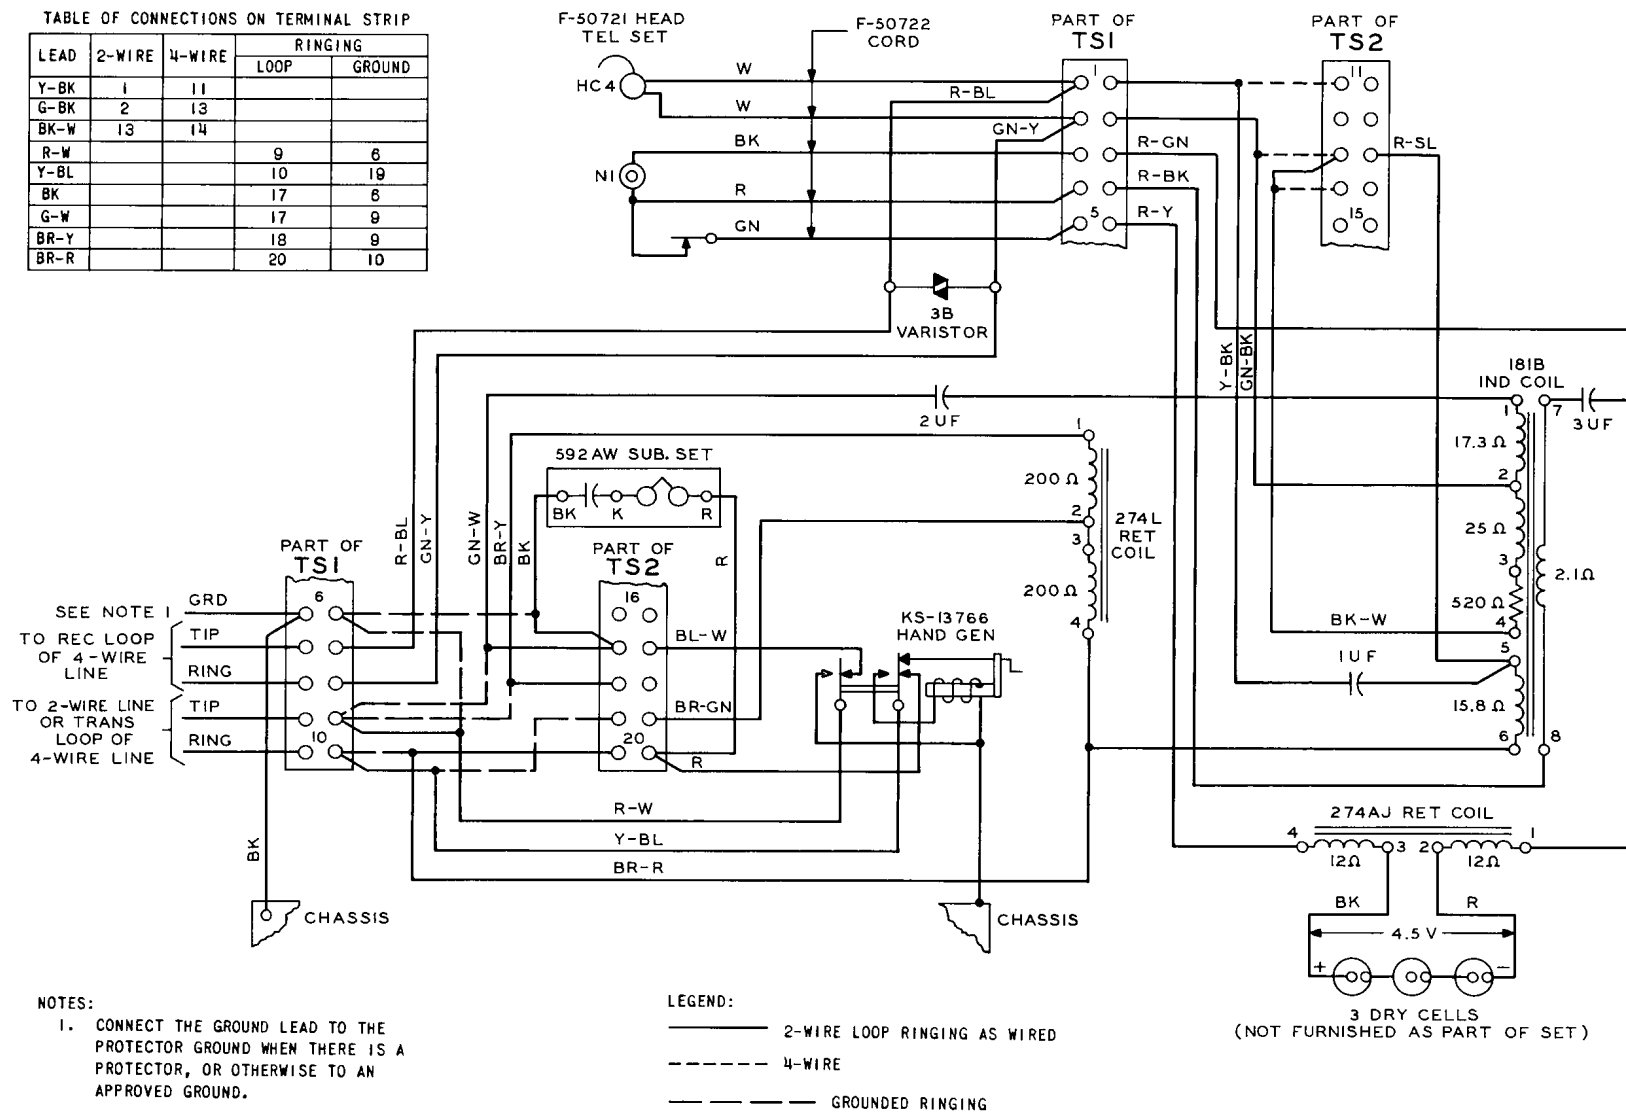 TABLE OF CONNECTIONS ON TERMINAL STRIP
LEAD 2-WIRE 4-WIRE RINGING
LOOP GROUND
Y-BK 1 11
G-BK 2 13
BK-W 13 14
R-W 9 6
Y-BL 10 19
BK 17 6
G-W 17 9
BR-Y 18 9
BR-R 20 10
F-50721 HEAD
TEL SET
F-50722
CORD
PART OF
TS1
PART OF
TS2
HC4
W
W
BK
N1
R
GN
R-BL
GN-Y
1
5
R-GN
R-BK
R-Y
11
15
R-SL
3B
VARISTOR
Y-BK
GN-BK
181B
IND COIL
1
7
3UF
17.3 Ω
2
25 Ω
3
2.1Ω
520 Ω
4
BK-W
5
1UF
15.8 Ω
6
8
2UF
592AW SUB. SET
BK K R
1
200 Ω
2
3
274L
RET
COIL
200Ω
4
R-BL
GN-Y
GN-W
BR-Y
BK
R
PART OF
TS1
PART OF
TS2
SEE NOTE 1
GRD
6
16
TO REC LOOP
OF 4-WIRE
LINE
TIP
RING
TO 2-WIRE LINE
OR TRANS
LOOP OF
4-WIRE LINE
TIP
RING
10
20
BL-W
BR-GN
R
KS-13766
HAND GEN
R-W
Y-BL
BR-R
BK
CHASSIS
CHASSIS
274AJ RET COIL
4 3 2 1
12Ω 12Ω
BK R
4.5 V
+ −
3 DRY CELLS
(NOT FURNISHED AS PART OF SET)
NOTES:
1. CONNECT THE GROUND LEAD TO THE
PROTECTOR GROUND WHEN THERE IS A
PROTECTOR, OR OTHERWISE TO AN
APPROVED GROUND.
LEGEND:
2-WIRE LOOP RINGING AS WIRED
4-WIRE
GROUNDED RINGING